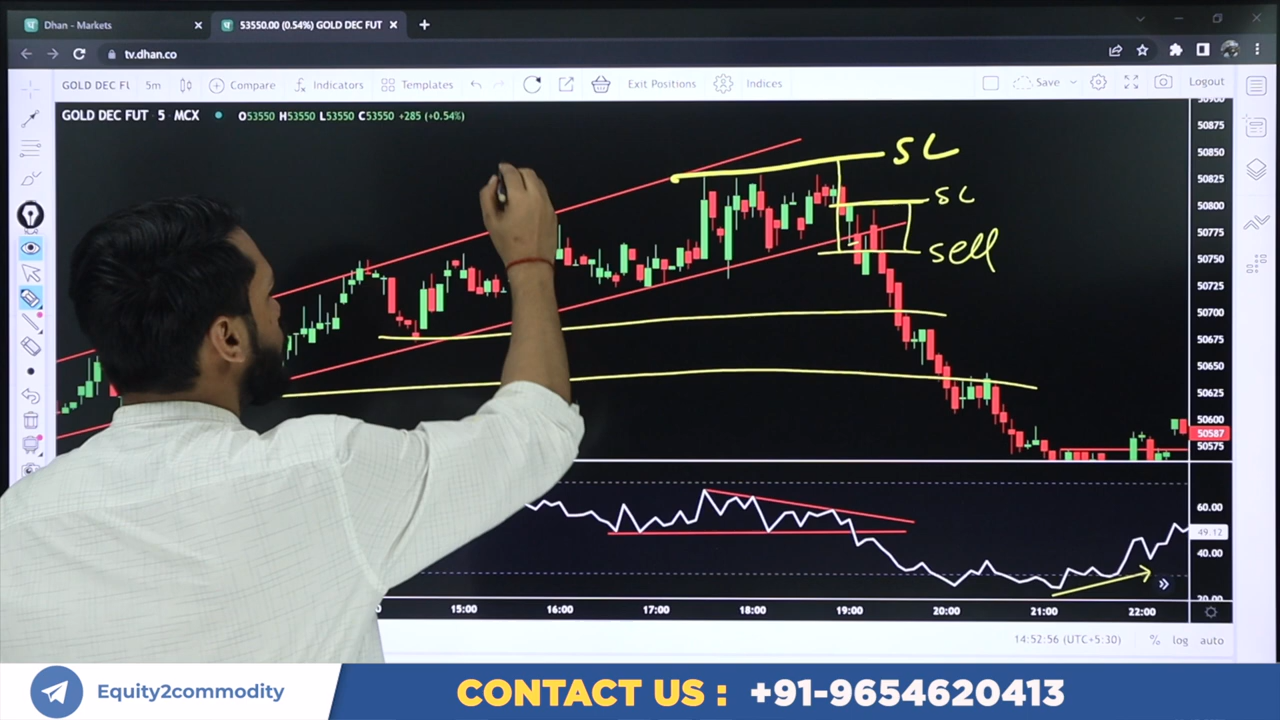 Dhan - Markets
53550.00 (0.54%) GOLD DEC FUT
tv.dhan.co
GOLD DEC FU 5m Compare Indicators Templates Exit Positions Indices Save Logout
GOLD DEC FUT · 5 · MCX O53550 H53550 L53550 C53550 +285 (+0.54%)
50900
50875
50850
50825
50800
50775
50750
50725
50700
50675
50650
50625
50600
50587
50575
SL
SL
Sell
60.00
49.12
40.00
20.00
15:00 16:00 17:00 18:00 19:00 20:00 21:00 22:00
14:52:56 (UTC+5:30) % log auto
Equity2commodity
CONTACT US : +91-9654620413